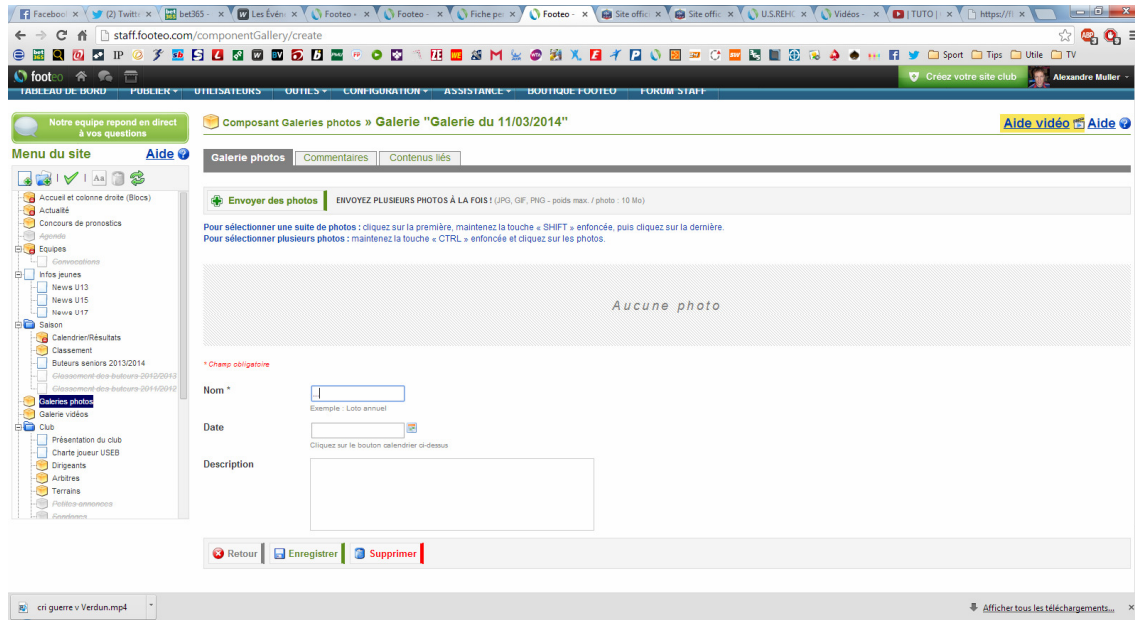 Faceboo
(2) Twitte
bet365 -
Les Évén
Footeo -
Footeo -
Fiche per
Footeo -
Site offic
Site offic
U.S.REHO
Vidéos -
TUTO |
https://fl
staff.footeo.com/componentGallery/create
Sport
Tips
Utile
TV
footeo
Créez votre site club
Alexandre Muller
TABLEAU DE BORD
PUBLIER
UTILISATEURS
OUTILS
CONFIGURATION
ASSISTANCE
BOUTIQUE FOOTEO
FORUM STAFF
Notre equipe repond en direct
à vos questions
Composant Galeries photos » Galerie "Galerie du 11/03/2014"
Aide vidéo Aide
Menu du site Aide
Galerie photos
Commentaires
Contenus liés
Envoyer des photos
ENVOYEZ PLUSIEURS PHOTOS À LA FOIS ! (JPG, GIF, PNG - poids max. / photo : 10 Mo)
Pour sélectionner une suite de photos : cliquez sur la première, maintenez la touche « SHIFT » enfoncée, puis cliquez sur la dernière.
Pour sélectionner plusieurs photos : maintenez la touche « CTRL » enfoncée et cliquez sur les photos.
Accueil et colonne droite (Blocs)
Actualité
Concours de pronostics
Agenda
Equipes
Convocations
Infos jeunes
News U13
News U15
News U17
Saison
Calendrier/Résultats
Classement
Buteurs seniors 2013/2014
Classement des buteurs 2012/2013
Classement des buteurs 2011/2012
Galeries photos
Galerie vidéos
Club
Présentation du club
Charte joueur USEB
Dirigeants
Arbitres
Terrains
Petites annonces
Sondages
Aucune photo
* Champ obligatoire
Nom *
Exemple : Loto annuel
Date
Cliquez sur le bouton calendrier ci-dessus
Description
Retour
Enregistrer
Supprimer
cri guerre v Verdun.mp4
Afficher tous les téléchargements...